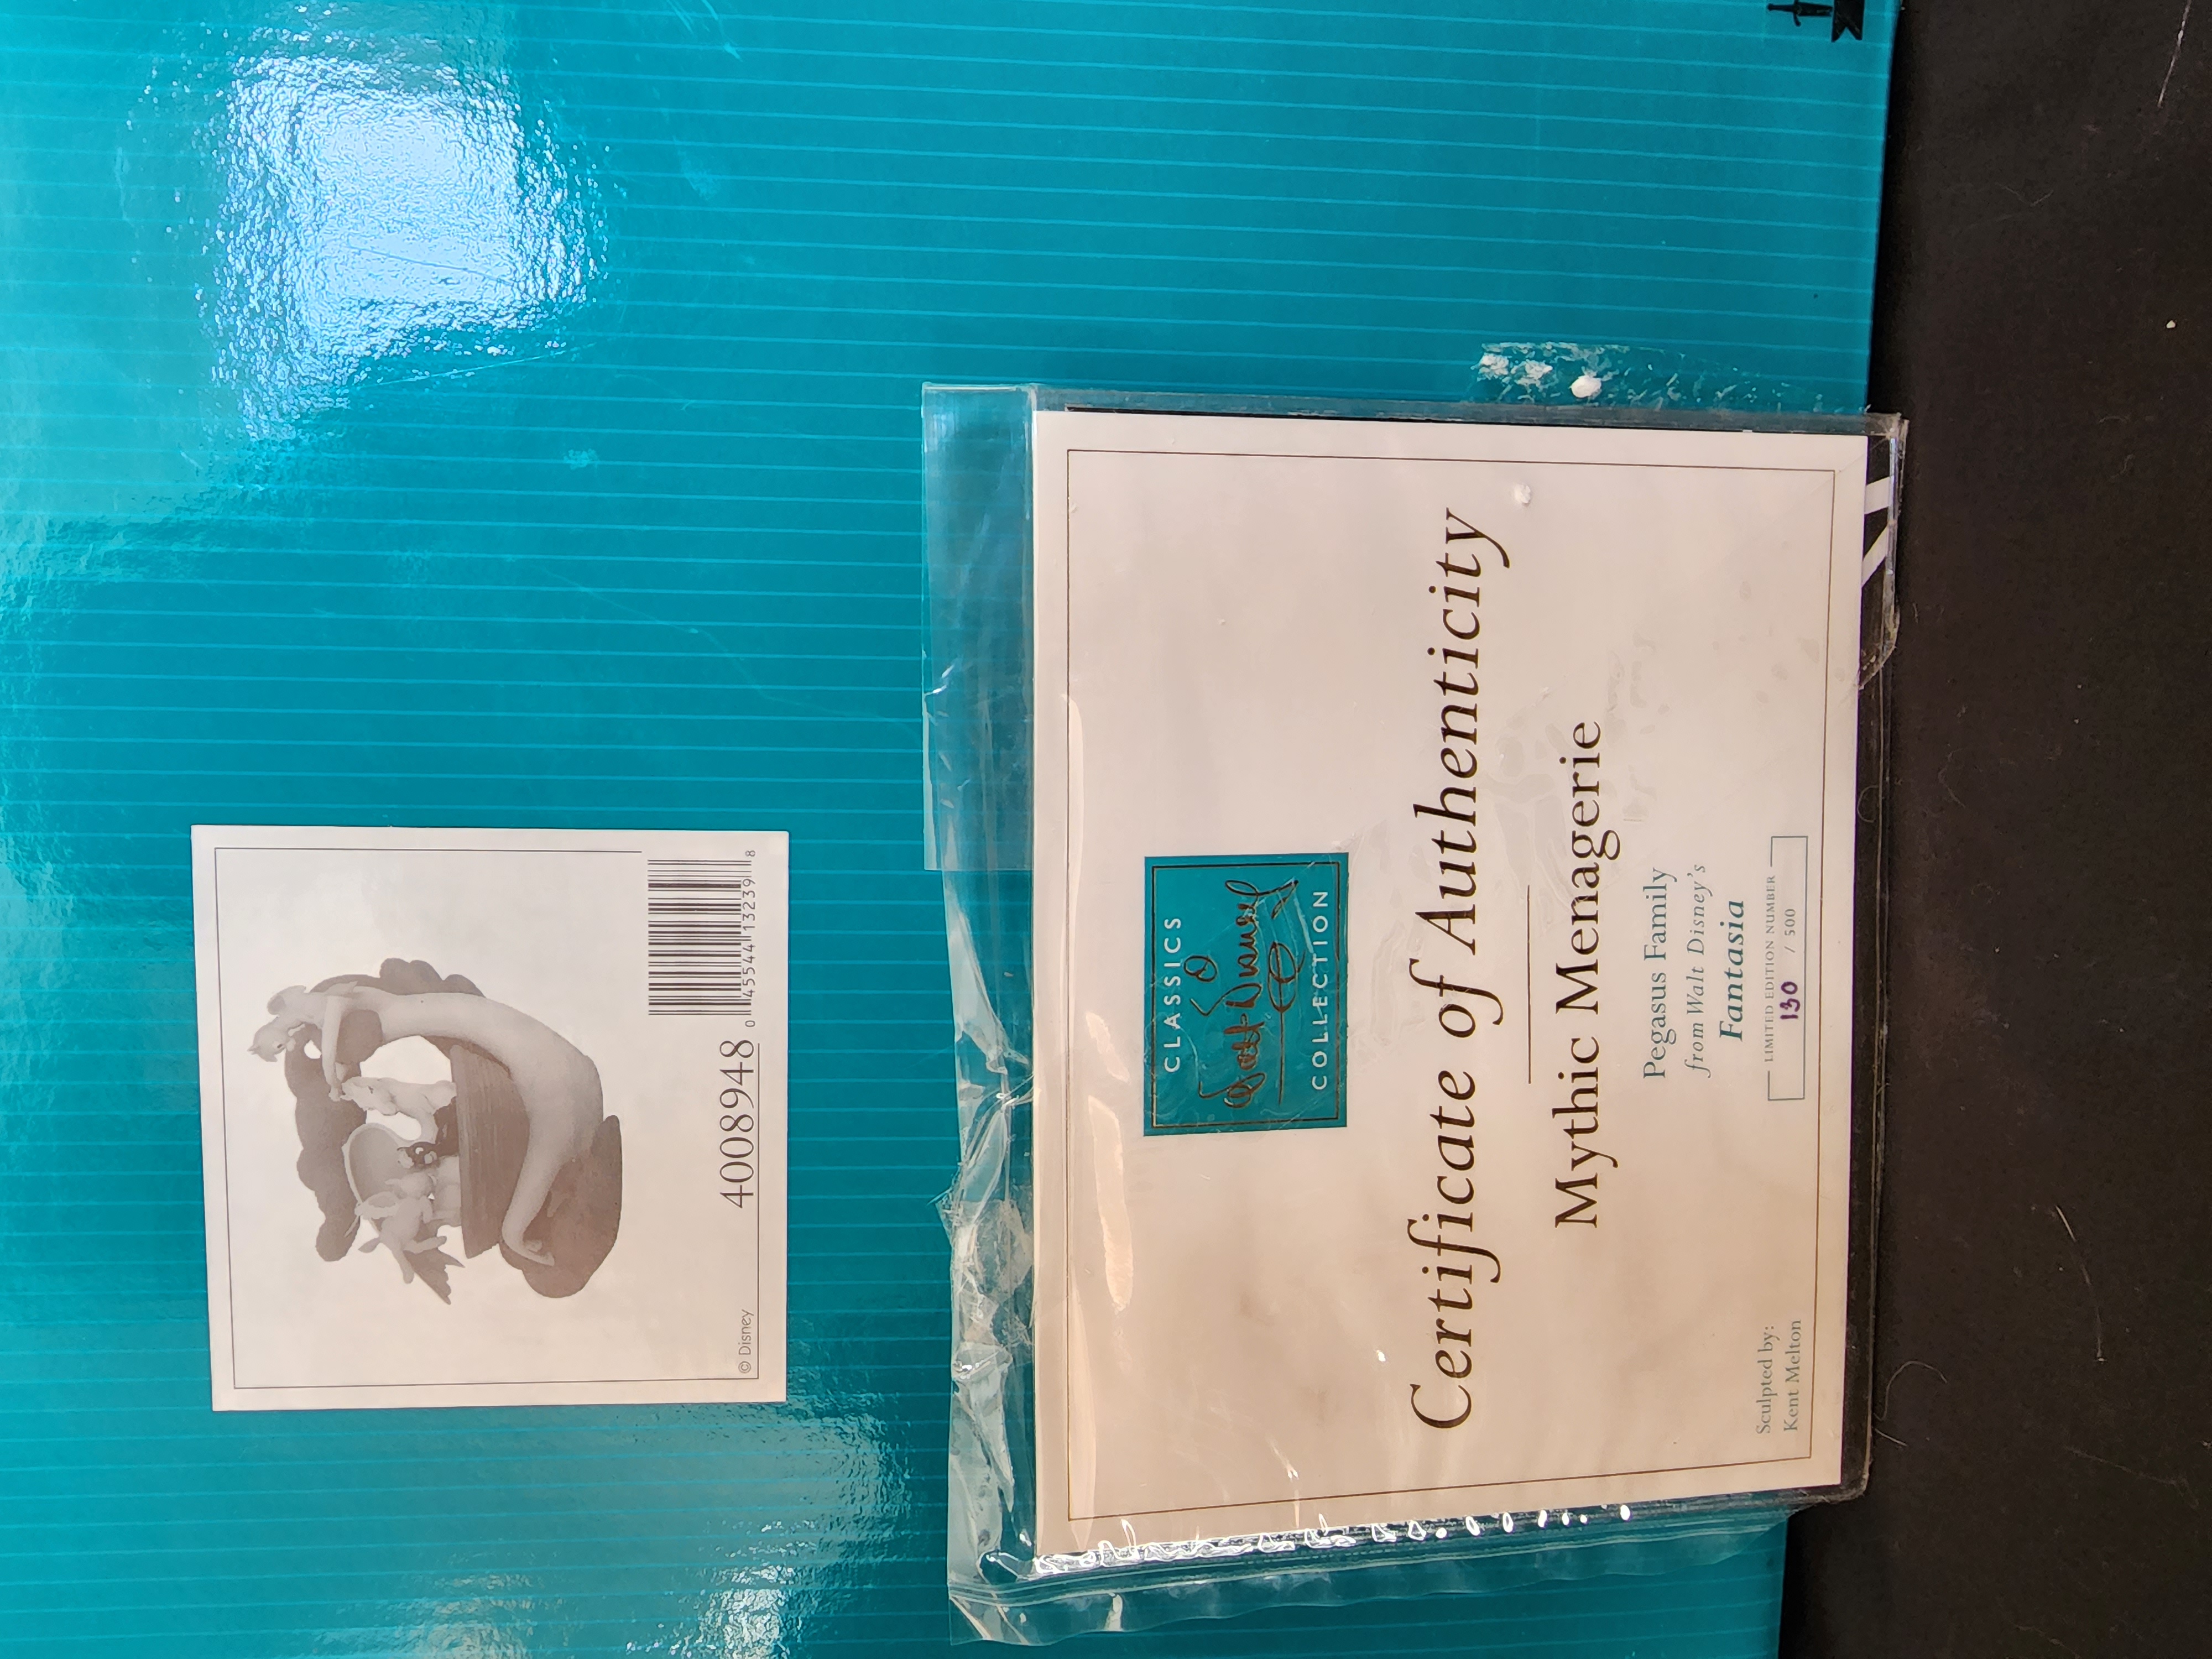 © Disney
4008948
0 45544 13239 8
CLASSICS
Walt Disney
COLLECTION
Certificate of Authenticity
Mythic Menagerie
Pegasus Family
from Walt Disney's
Fantasia
LIMITED EDITION NUMBER
130 / 500
Sculpted by:
Kent Melton